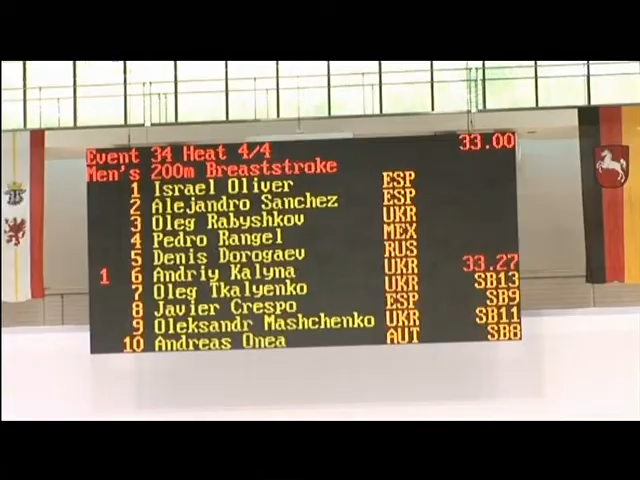 Event 34 Heat 4/4 33.00
Men's 200m Breaststroke
1 Israel Oliver ESP
2 Alejandro Sanchez ESP
3 Oleg Rabyshkov UKR
4 Pedro Rangel MEX
5 Denis Dorogaev RUS
1 6 Andriy Kalyna UKR 33.27
7 Oleg Tkalyenko UKR SB13
8 Javier Crespo ESP SB9
9 Oleksandr Mashchenko UKR SB11
10 Andreas Onea AUT SB8